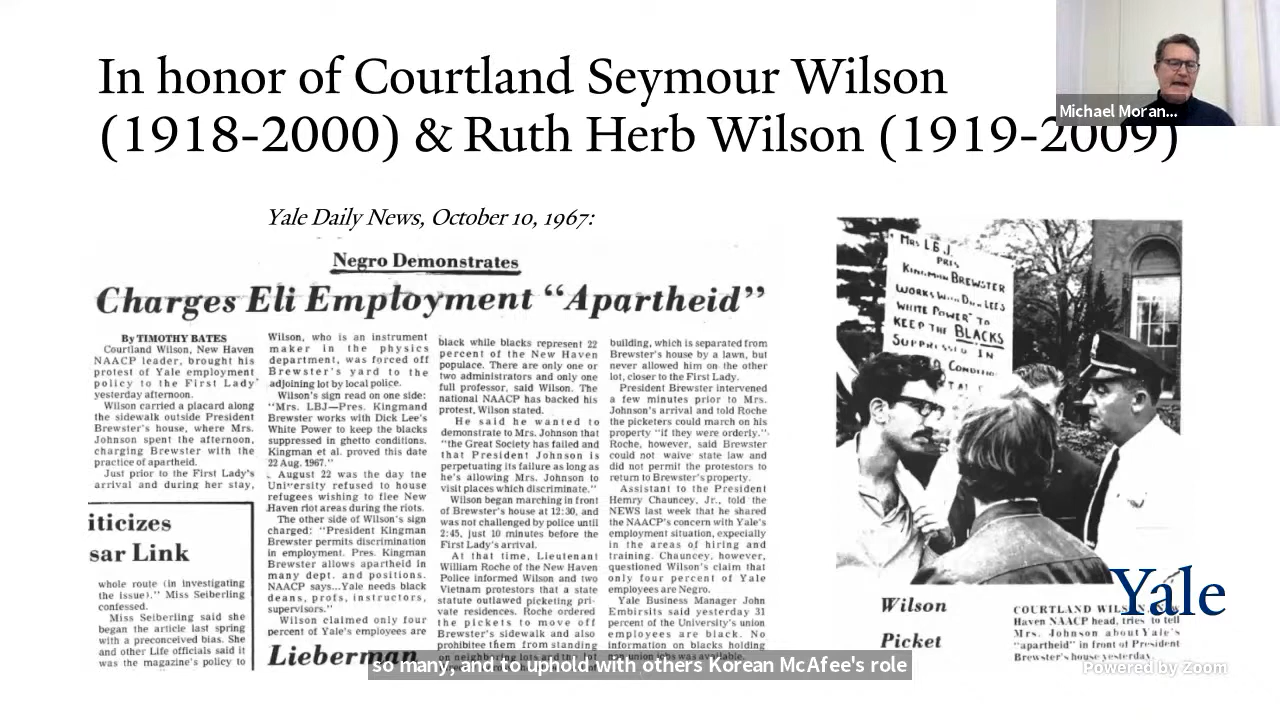 In honor of Courtland Seymour Wilson
(1918-2000) & Ruth Herb Wilson (1919-2009)
Michael Moran...
Yale Daily News, October 10, 1967:
Negro Demonstrates
Charges Eli Employment “Apartheid”
By TIMOTHY BATES
Courtland Wilson, New Haven
NAACP leader, brought his
protest of Yale employment
policy to the First Lady
yesterday afternoon.
Wilson carried a placard along
the sidewalk outside President
Brewster's house, where Mrs.
Johnson spent the afternoon,
charging Brewster with the
practice of apartheid.
Just prior to the First Lady's
arrival and during her stay,
iticizes
sar Link
whole route (in investigating
the issue)." Miss Seiberling
confessed.
Miss Seiberling said she
began the article last spring
with a preconceived bias. She
and other Life officials said it
was the magazine's policy to
Wilson, who is an instrument
maker in the physics
department, was forced off
Brewster's yard to the
adjoining lot by local police.
Wilson's sign read on one side:
"Mrs. LBJ—Pres. Kingmand
Brewster works with Dick Lee's
White Power to keep the blacks
suppressed in ghetto conditions.
Kingman et al. proved this date
22 Aug. 1967."
August 22 was the day the
University refused to house
refugees wishing to flee New
Haven riot areas during the riots.
The other side of Wilson's sign
charged: "President Kingman
Brewster permits discrimination
in employment. Pres. Kingman
Brewster allows apartheid in
many dept. and positions.
NAACP says...Yale needs black
deans, profs, instructors,
supervisors."
Wilson claimed only four
percent of Yale's employees are
Lieberman
black while blacks represent 22
percent of the New Haven
populace. There are only one or
two administrators and only one
full professor, said Wilson. The
national NAACP has backed his
protest, Wilson stated.
He said he wanted to
demonstrate to Mrs. Johnson that
"the Great Society has failed and
that President Johnson is
perpetuating its failure as long as
he's allowing Mrs. Johnson to
visit places which discriminate."
Wilson began marching in front
of Brewster's house at 12:30, and
was not challenged by police until
2:45, just 10 minutes before the
First Lady's arrival.
At that time, Lieutenant
William Roche of the New Haven
Police informed Wilson and two
Vietnam protestors that a state
statute outlawed picketing pri-
vate residences. Roche ordered
the pickets to move off
Brewster's sidewalk and also
prohibited them from standing
on neighboring lots and the lot
building, which is separated from
Brewster's house by a lawn, but
never allowed him on the other
lot, closer to the First Lady.
President Brewster intervened
a few minutes prior to Mrs.
Johnson's arrival and told Roche
the picketers could march on his
property "if they were orderly."
Roche, however, said Brewster
could not waive state law and
did not permit the protestors to
return to Brewster's property.
Assistant to the President
Henry Chauncey, Jr., told the
NEWS last week that he shared
the NAACP's concern with Yale's
employment situation, expecially
in the areas of hiring and
training. Chauncey, however,
questioned Wilson's claim that
only four percent of Yale
employees are Negro.
Yale Business Manager John
Embirsits said yesterday 31
percent of the University's union
employees are black. No
information on blacks holding
non-union jobs was available.
MRS L B J.
PRES
KINGMAN BREWSTER
WORKS WITH DICK LEES
WHITE POWER TO
KEEP THE BLACKS
SUPPRESSED IN
CONDITION
Wilson
Picket
COURTLAND WILSON, New
Haven NAACP head, tries to tell
Mrs. Johnson about Yale's
"apartheid" in front of President
Brewster's house yesterday.
Yale
so many, and to uphold with others Korean McAfee's role
Powered by Zoom